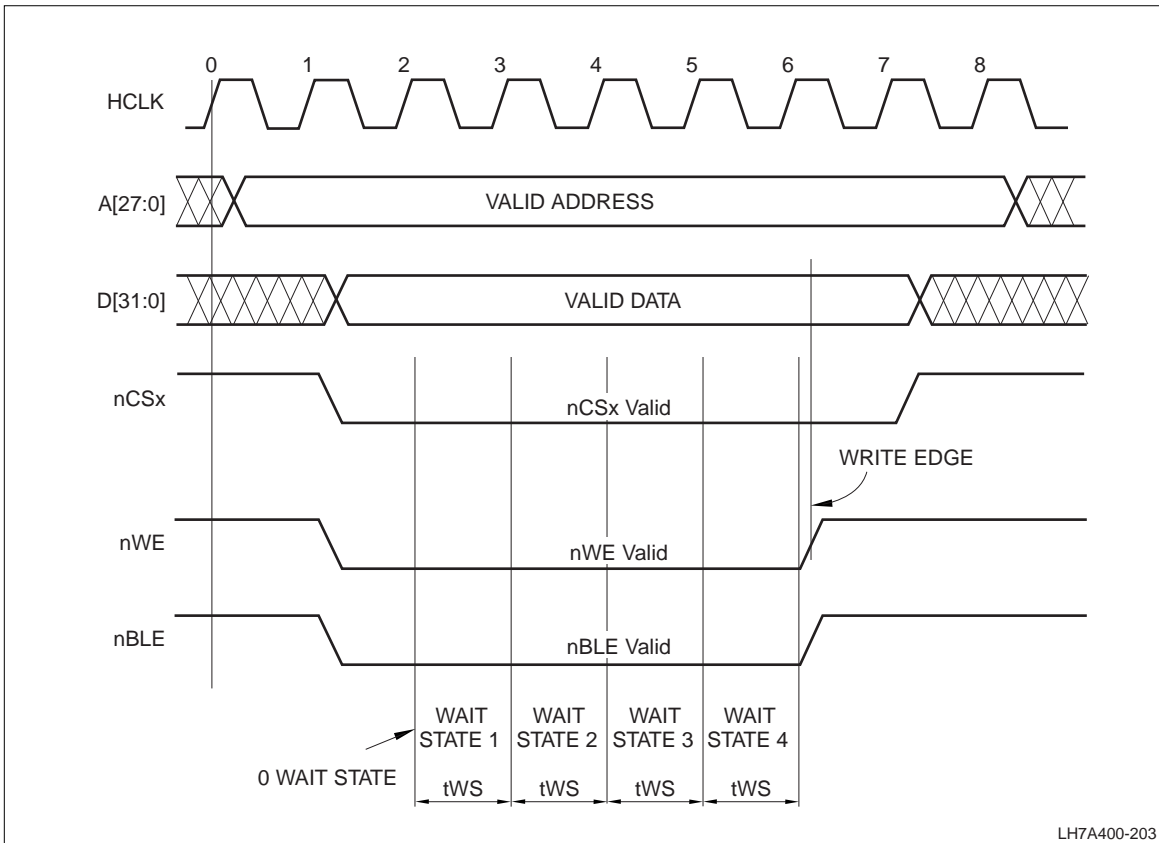 0 1 2 3 4 5 6 7 8
HCLK
A[27:0]
VALID ADDRESS
D[31:0]
VALID DATA
nCSx
nCSx Valid
WRITE EDGE
nWE
nWE Valid
nBLE
nBLE Valid
WAIT STATE 1
WAIT STATE 2
WAIT STATE 3
WAIT STATE 4
0 WAIT STATE
tWS tWS tWS tWS
LH7A400-203